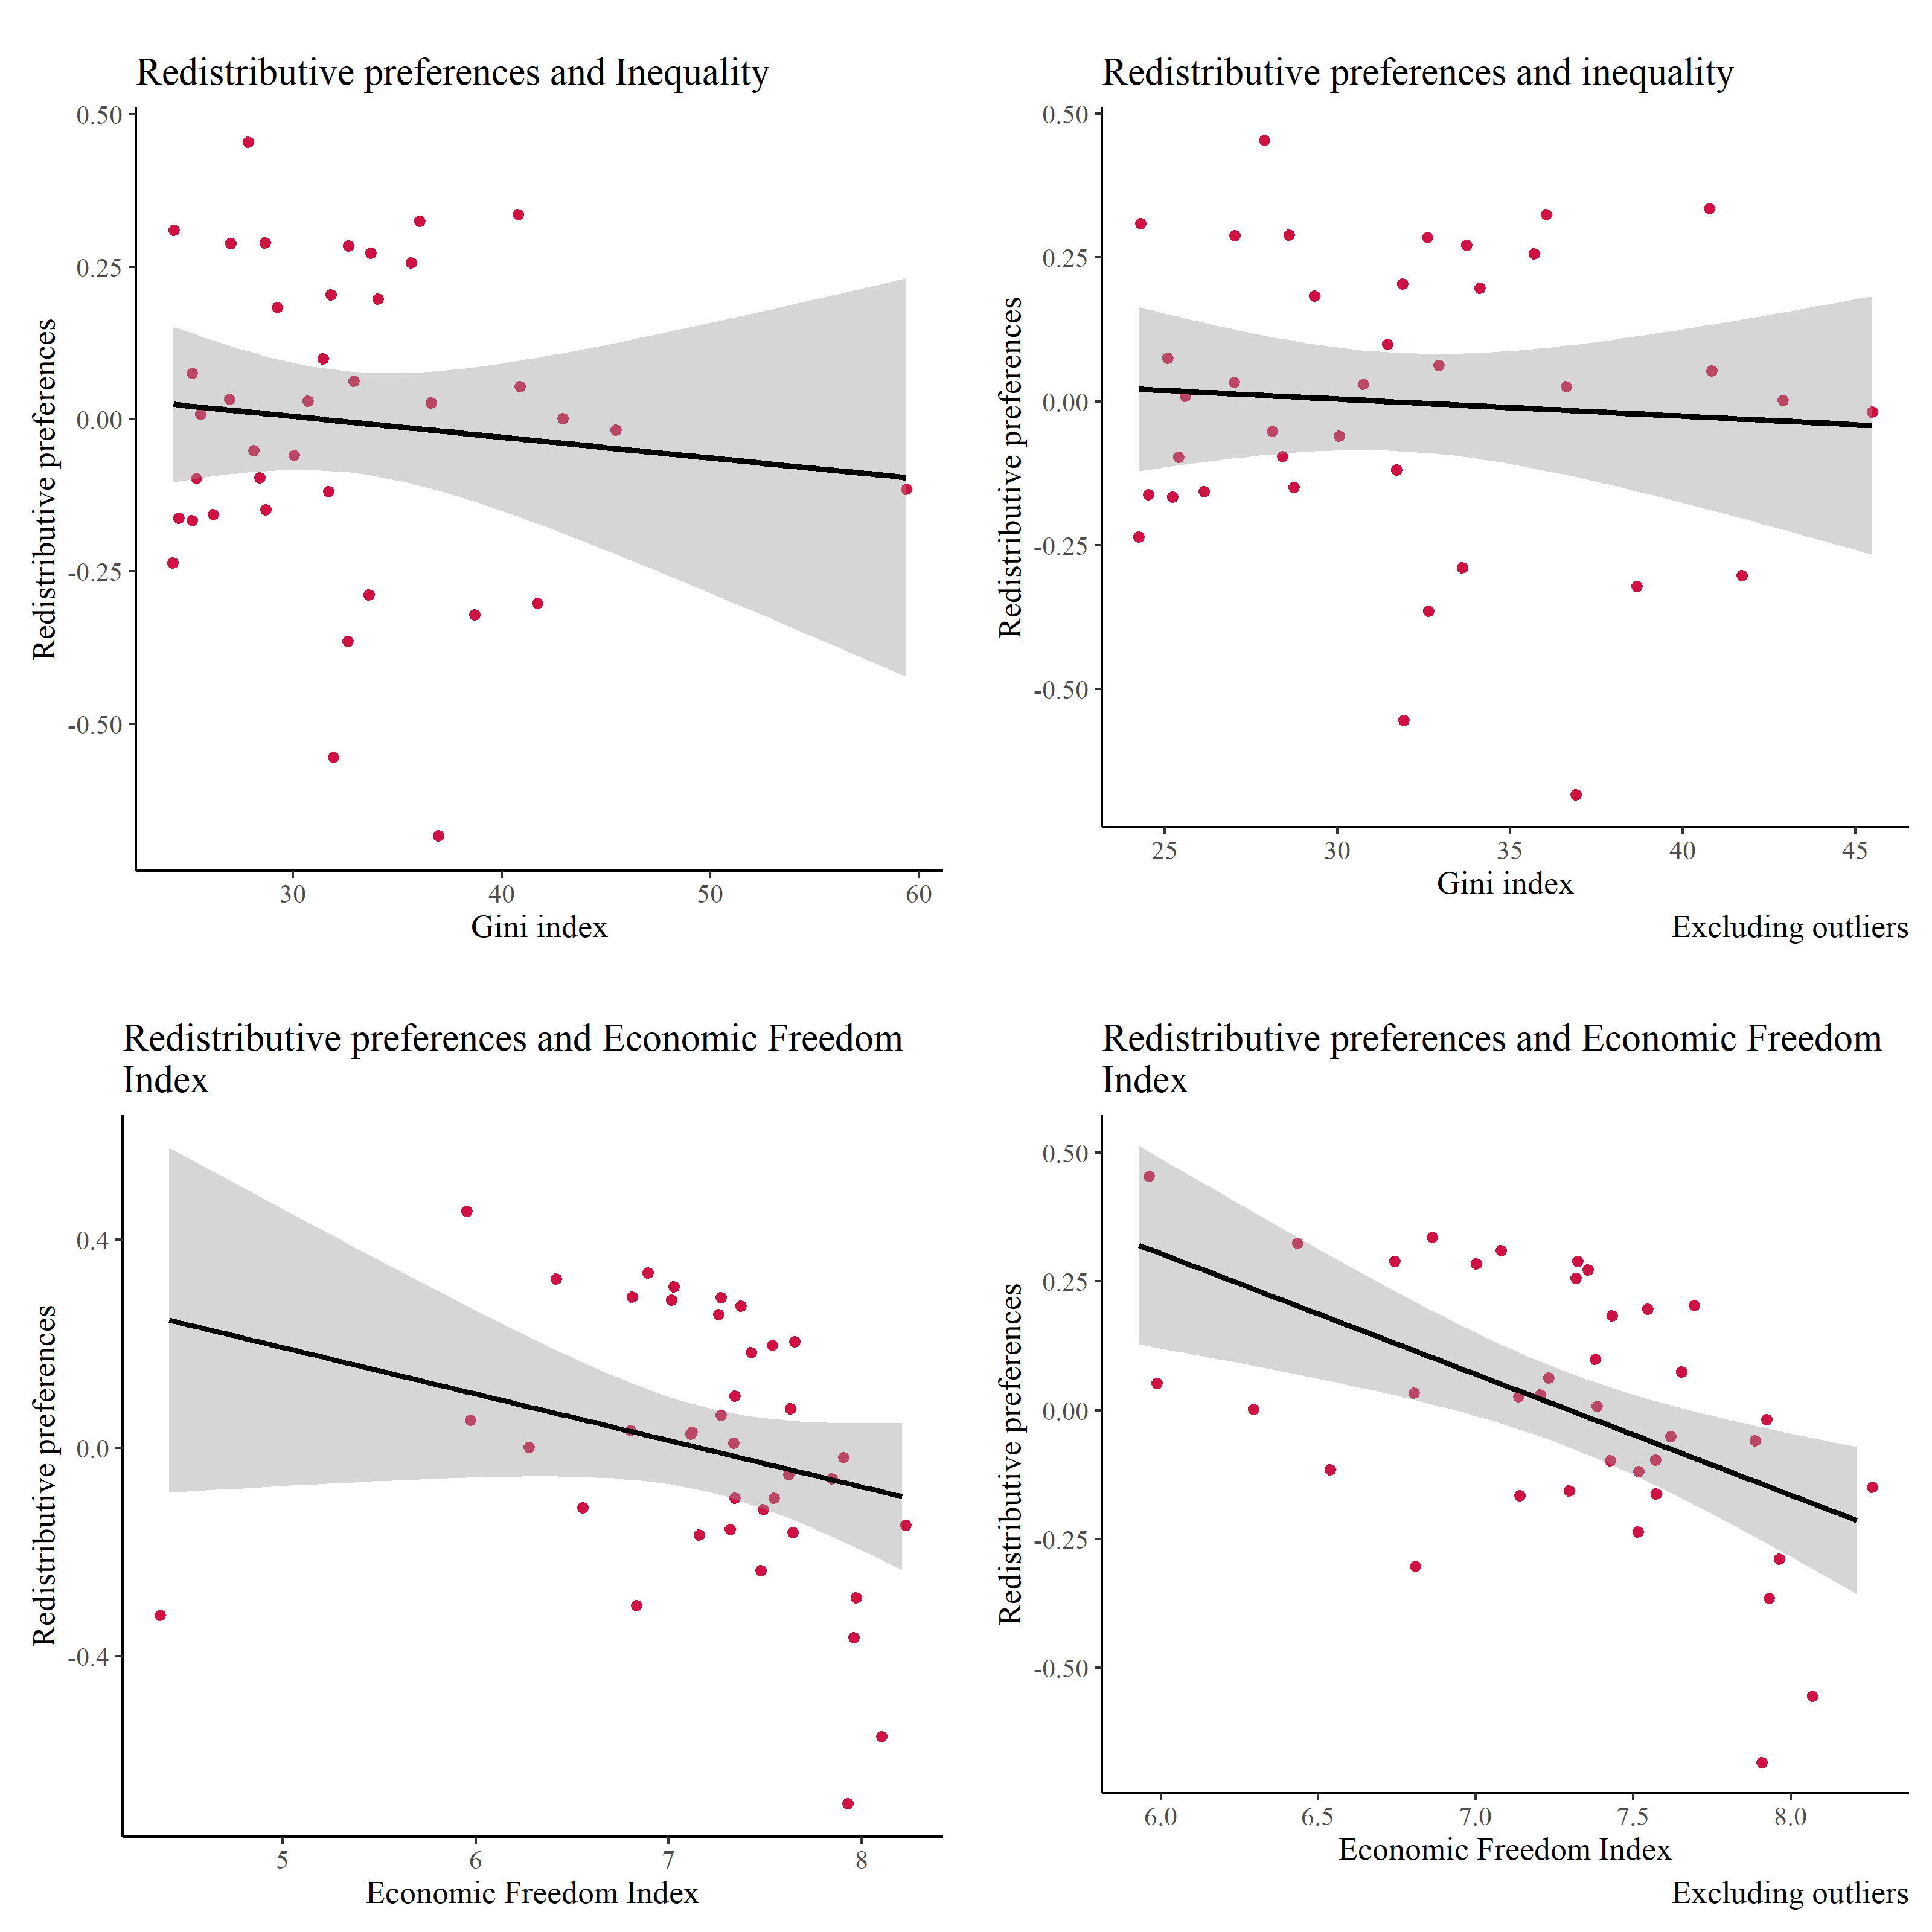 Redistributive preferences and Inequality
0.50
0.25
0.00
-0.25
-0.50
Redistributive preferences
30 40 50 60
Gini index
Redistributive preferences and inequality
0.50
0.25
0.00
-0.25
-0.50
Redistributive preferences
25 30 35 40 45
Gini index
Excluding outliers
Redistributive preferences and Economic Freedom
Index
0.4
0.0
-0.4
Redistributive preferences
5 6 7 8
Economic Freedom Index
Redistributive preferences and Economic Freedom
Index
0.50
0.25
0.00
-0.25
-0.50
Redistributive preferences
6.0 6.5 7.0 7.5 8.0
Economic Freedom Index
Excluding outliers